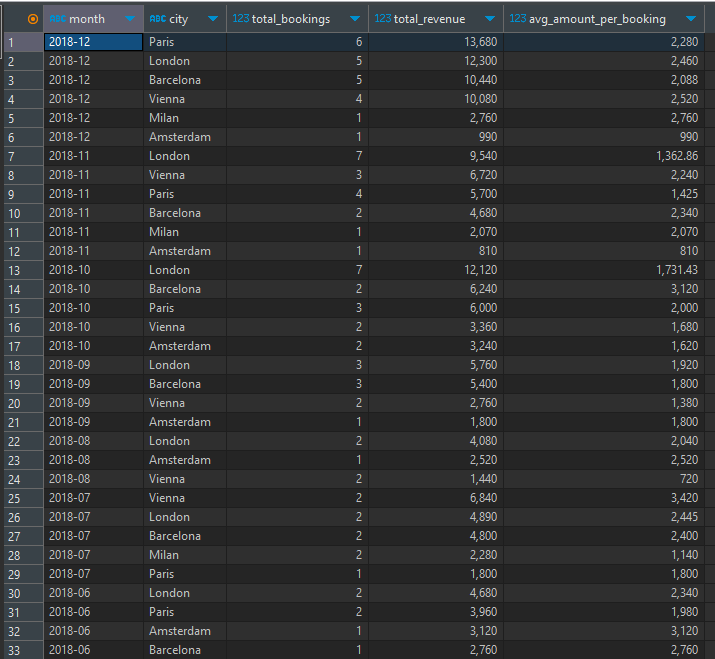 ABC month ABC city 123 total_bookings 123 total_revenue 123 avg_amount_per_booking
1 2018-12 Paris 6 13,680 2,280
2 2018-12 London 5 12,300 2,460
3 2018-12 Barcelona 5 10,440 2,088
4 2018-12 Vienna 4 10,080 2,520
5 2018-12 Milan 1 2,760 2,760
6 2018-12 Amsterdam 1 990 990
7 2018-11 London 7 9,540 1,362.86
8 2018-11 Vienna 3 6,720 2,240
9 2018-11 Paris 4 5,700 1,425
10 2018-11 Barcelona 2 4,680 2,340
11 2018-11 Milan 1 2,070 2,070
12 2018-11 Amsterdam 1 810 810
13 2018-10 London 7 12,120 1,731.43
14 2018-10 Barcelona 2 6,240 3,120
15 2018-10 Paris 3 6,000 2,000
16 2018-10 Vienna 2 3,360 1,680
17 2018-10 Amsterdam 2 3,240 1,620
18 2018-09 London 3 5,760 1,920
19 2018-09 Barcelona 3 5,400 1,800
20 2018-09 Vienna 2 2,760 1,380
21 2018-09 Amsterdam 1 1,800 1,800
22 2018-08 London 2 4,080 2,040
23 2018-08 Amsterdam 1 2,520 2,520
24 2018-08 Vienna 2 1,440 720
25 2018-07 Vienna 2 6,840 3,420
26 2018-07 London 2 4,890 2,445
27 2018-07 Barcelona 2 4,800 2,400
28 2018-07 Milan 2 2,280 1,140
29 2018-07 Paris 1 1,800 1,800
30 2018-06 London 2 4,680 2,340
31 2018-06 Paris 2 3,960 1,980
32 2018-06 Amsterdam 1 3,120 3,120
33 2018-06 Barcelona 1 2,760 2,760